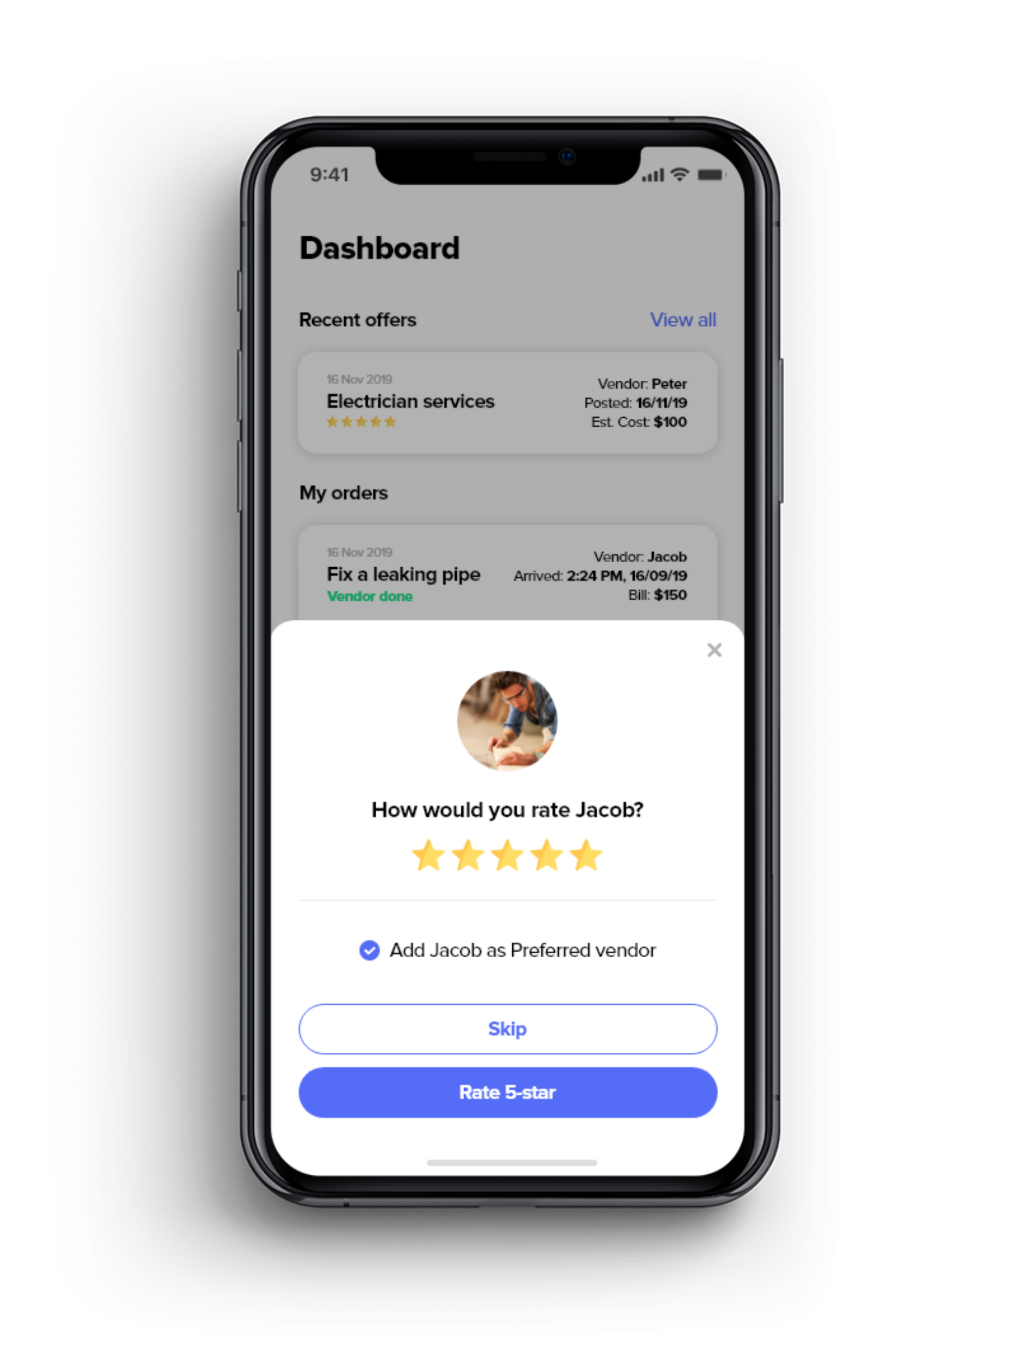 9:41
Dashboard
Recent offers
View all
16 Nov 2019
Electrician services
Vendor: Peter
Posted: 16/11/19
Est. Cost: $100
My orders
16 Nov 2019
Fix a leaking pipe
Vendor done
Vendor: Jacob
Arrived: 2:24 PM, 16/09/19
Bill: $150
How would you rate Jacob?
Add Jacob as Preferred vendor
Skip
Rate 5-star